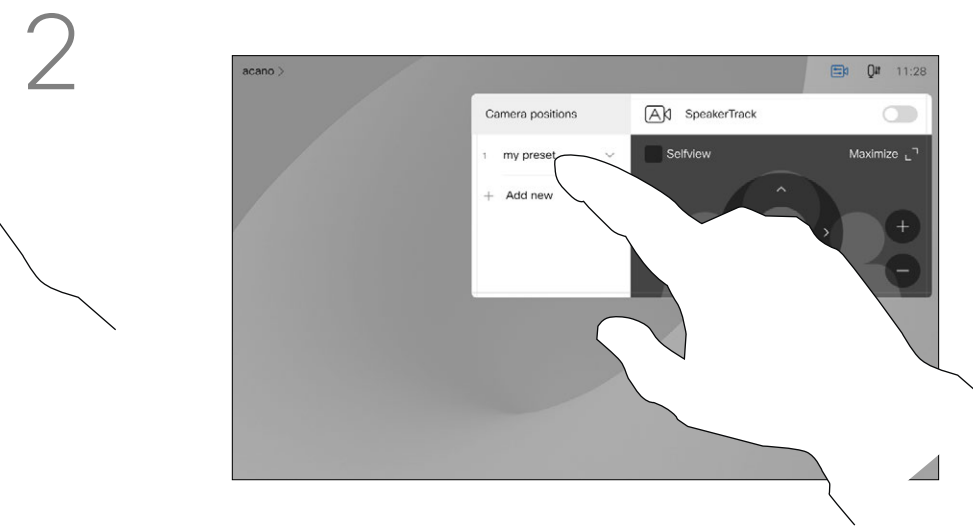 2
acano >
11:28
Camera positions
SpeakerTrack
1 my preset
Selfview
Maximize
+ Add new